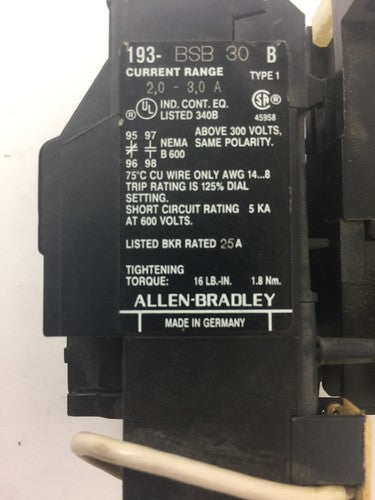 193- BSB 30 B
CURRENT RANGE TYPE 1
2,0 - 3,0 A
UL ® IND. CONT. EQ.
LISTED 340B
SA ®
45958
95 97
96 98
NEMA
B 600
ABOVE 300 VOLTS,
SAME POLARITY.
75°C CU WIRE ONLY AWG 14...8
TRIP RATING IS 125% DIAL
SETTING.
SHORT CIRCUIT RATING 5 KA
AT 600 VOLTS.
LISTED BKR RATED 25A
TIGHTENING
TORQUE: 16 LB.-IN. 1.8 Nm.
ALLEN-BRADLEY
MADE IN GERMANY